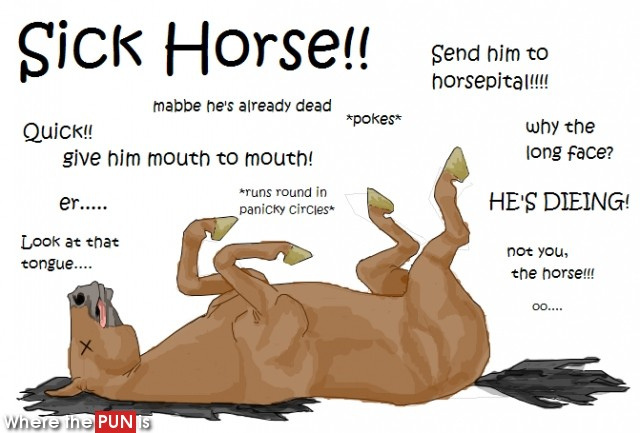 Sick Horse!!
Send him to
horsepital!!!!
mabbe he's already dead
*pokes*
Quick!!
give him mouth to mouth!
why the
long face?
er.....
*runs round in
panicky circles*
HE'S DIEING!
Look at that
tongue....
not you,
the horse!!!
oo....
Where the PUN is